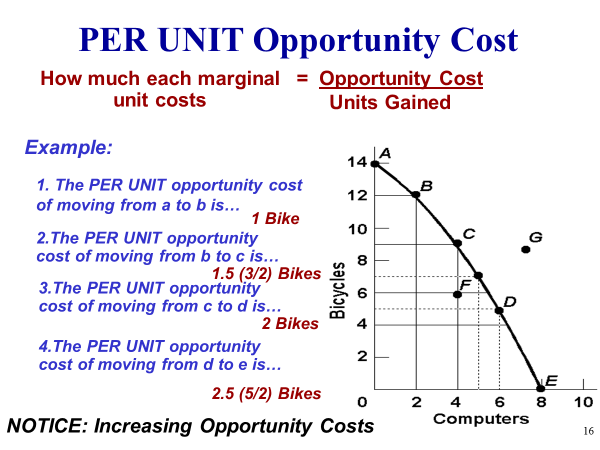 PER UNIT Opportunity Cost
How much each marginal = Opportunity Cost
unit costs Units Gained
Example:
1. The PER UNIT opportunity cost
of moving from a to b is…
1 Bike
2.The PER UNIT opportunity
cost of moving from b to c is…
1.5 (3/2) Bikes
3.The PER UNIT opportunity
cost of moving from c to d is…
2 Bikes
4.The PER UNIT opportunity
cost of moving from d to e is…
2.5 (5/2) Bikes
NOTICE: Increasing Opportunity Costs
Bicycles
14
12
10
8
6
4
2
A
B
C
G
F
D
E
0 2 4 6 8 10
Computers
16